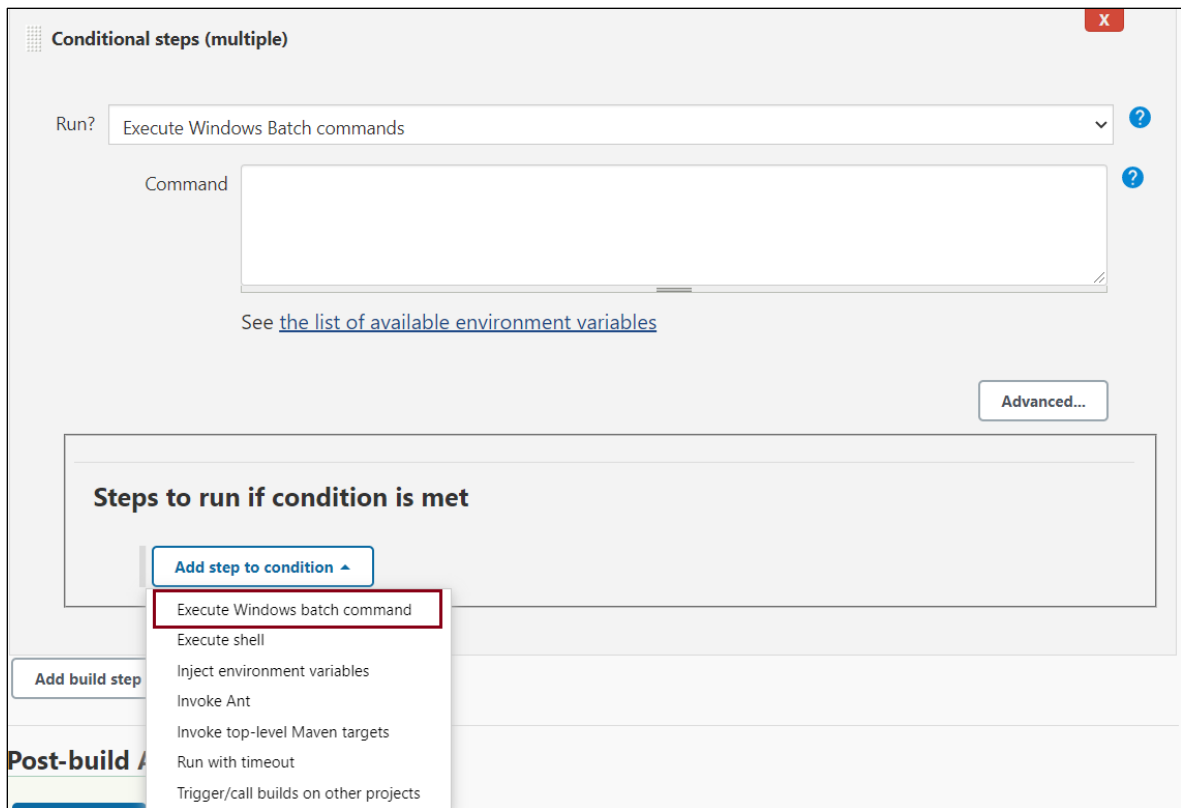 X
Conditional steps (multiple)
Run?
Execute Windows Batch commands
?
Command
?
See the list of available environment variables
Advanced...
Steps to run if condition is met
Add step to condition
Execute Windows batch command
Execute shell
Inject environment variables
Add build step
Invoke Ant
Invoke top-level Maven targets
Post-build
Run with timeout
Trigger/call builds on other projects